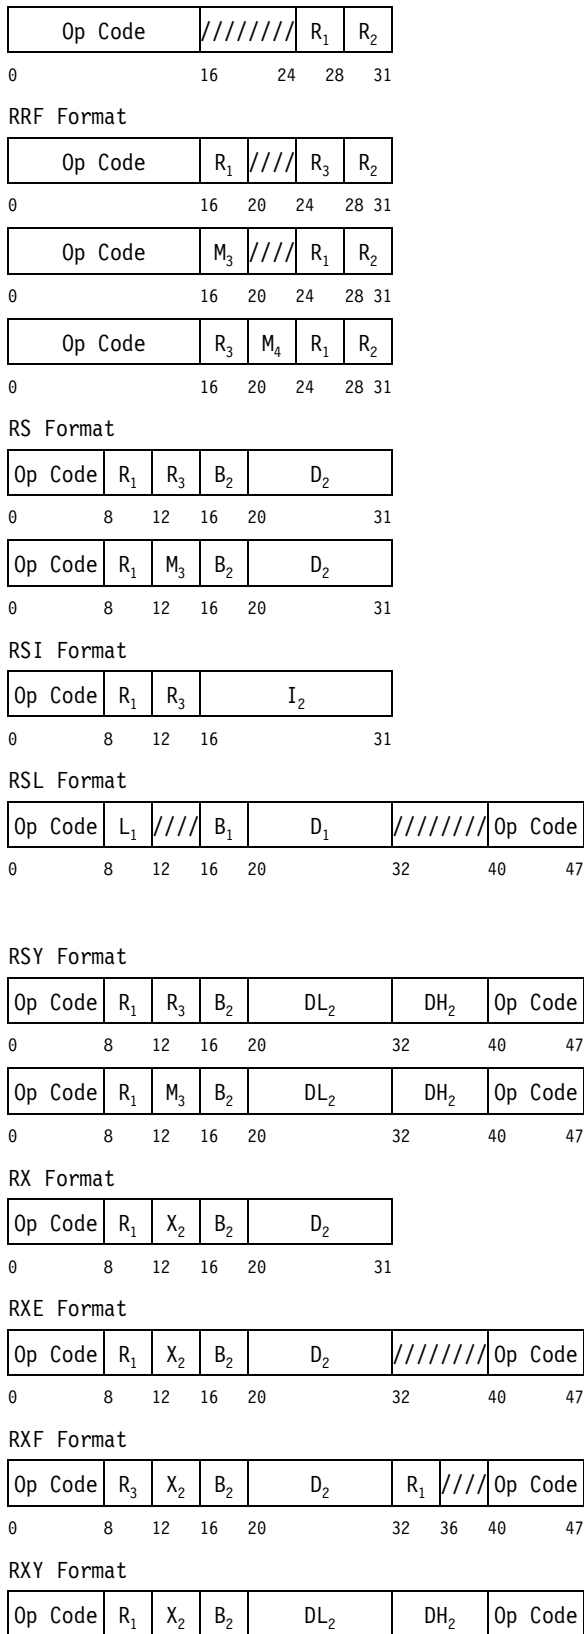 Op Code //////// R₁ R₂
0 16 24 28 31
RRF Format
Op Code R₁ //// R₃ R₂
0 16 20 24 28 31
Op Code M₃ //// R₁ R₂
0 16 20 24 28 31
Op Code R₃ M₄ R₁ R₂
0 16 20 24 28 31
RS Format
Op Code R₁ R₃ B₂ D₂
0 8 12 16 20 31
Op Code R₁ M₃ B₂ D₂
0 8 12 16 20 31
RSI Format
Op Code R₁ R₃ I₂
0 8 12 16 31
RSL Format
Op Code L₁ //// B₁ D₁ //////// Op Code
0 8 12 16 20 32 40 47
RSY Format
Op Code R₁ R₃ B₂ DL₂ DH₂ Op Code
0 8 12 16 20 32 40 47
Op Code R₁ M₃ B₂ DL₂ DH₂ Op Code
0 8 12 16 20 32 40 47
RX Format
Op Code R₁ X₂ B₂ D₂
0 8 12 16 20 31
RXE Format
Op Code R₁ X₂ B₂ D₂ //////// Op Code
0 8 12 16 20 32 40 47
RXF Format
Op Code R₃ X₂ B₂ D₂ R₁ //// Op Code
0 8 12 16 20 32 36 40 47
RXY Format
Op Code R₁ X₂ B₂ DL₂ DH₂ Op Code